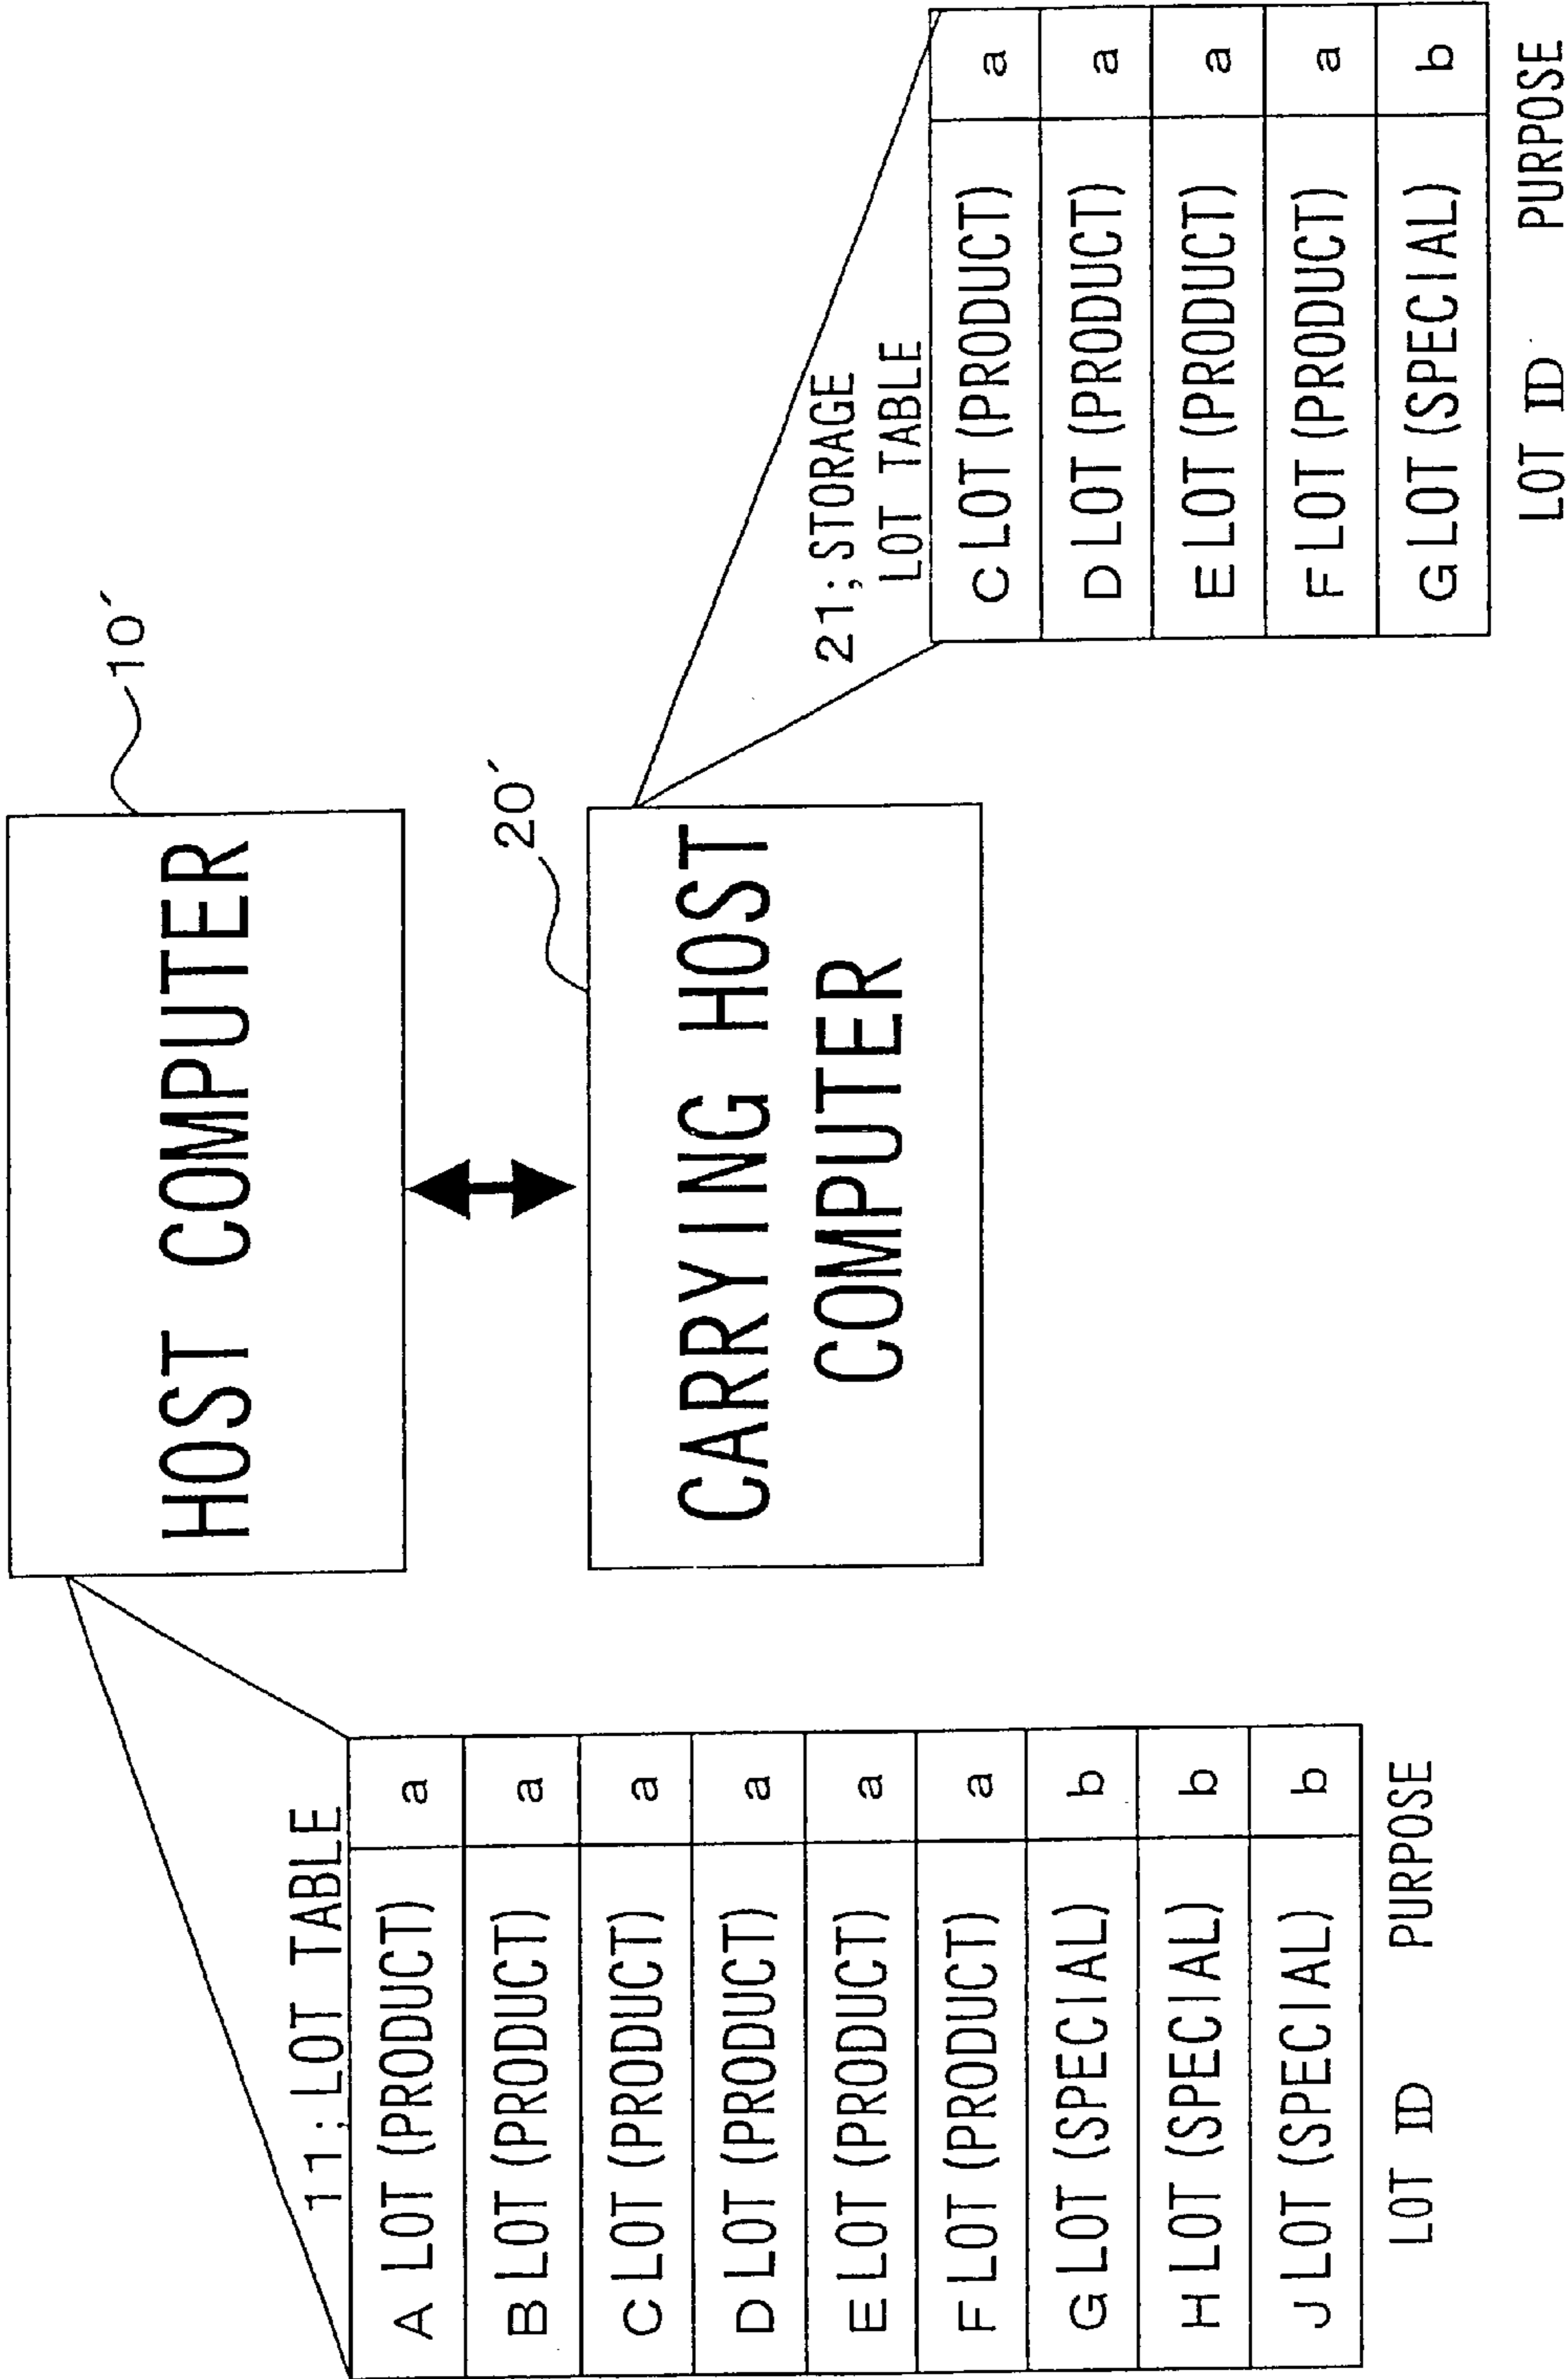 10´
HOST COMPUTER
20´
CARRYING HOST
COMPUTER
11; LOT TABLE
A LOT (PRODUCT) a
B LOT (PRODUCT) a
C LOT (PRODUCT) a
D LOT (PRODUCT) a
E LOT (PRODUCT) a
F LOT (PRODUCT) a
G LOT (SPECIAL) b
H LOT (SPECIAL) b
J LOT (SPECIAL) b
LOT ID PURPOSE
21; STORAGE
LOT TABLE
C LOT (PRODUCT) a
D LOT (PRODUCT) a
E LOT (PRODUCT) a
F LOT (PRODUCT) a
G LOT (SPECIAL) b
LOT ID PURPOSE